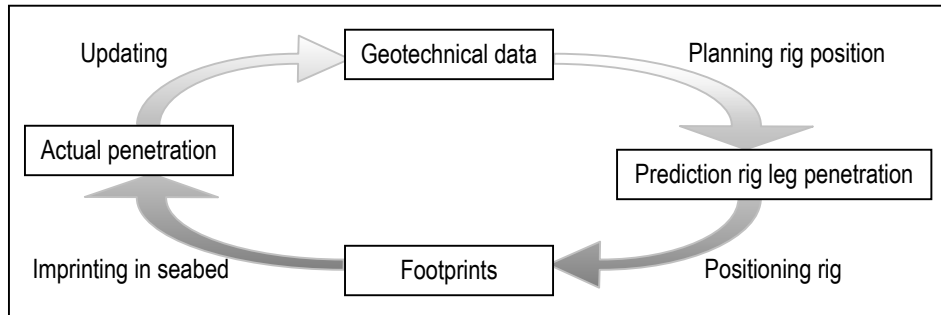 Updating
Geotechnical data
Planning rig position
Actual penetration
Prediction rig leg penetration
Imprinting in seabed
Footprints
Positioning rig